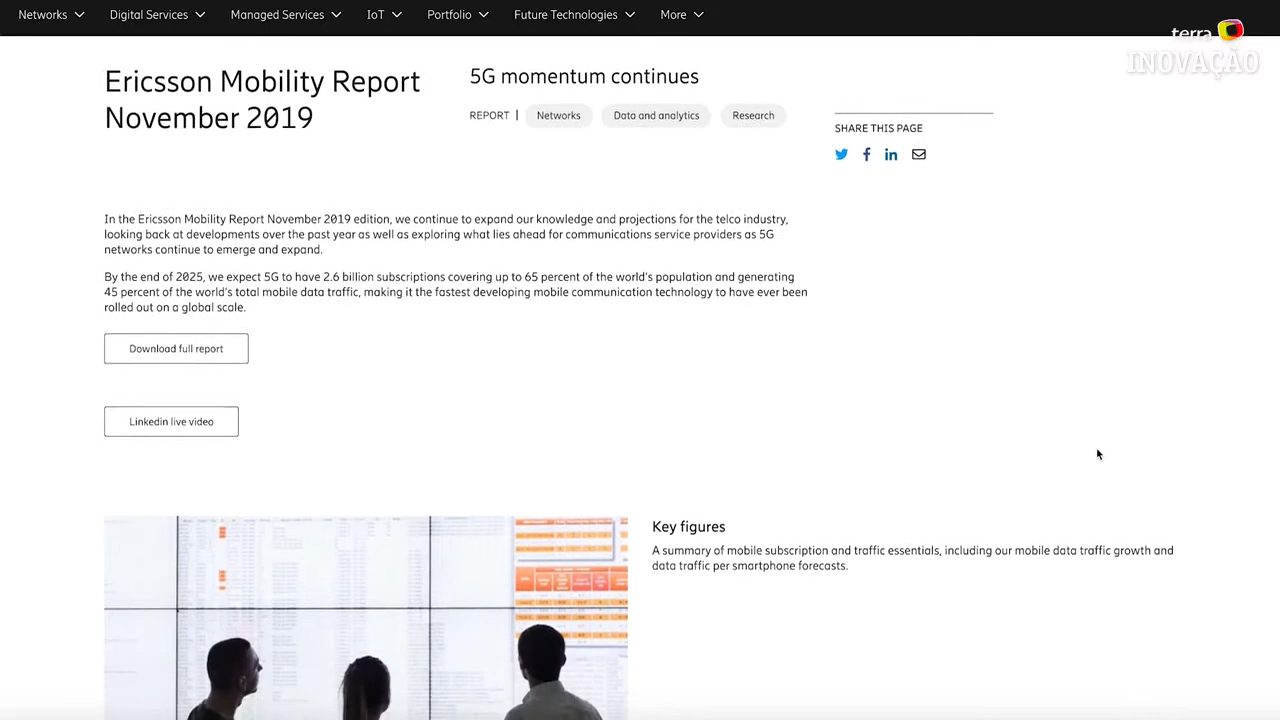 Networks
Digital Services
Managed Services
IoT
Portfolio
Future Technologies
More
terra
INOVAÇÃO
Ericsson Mobility Report
November 2019
5G momentum continues
REPORT | Networks Data and analytics Research
SHARE THIS PAGE
In the Ericsson Mobility Report November 2019 edition, we continue to expand our knowledge and projections for the telco industry,
looking back at developments over the past year as well as exploring what lies ahead for communications service providers as 5G
networks continue to emerge and expand.
By the end of 2025, we expect 5G to have 2.6 billion subscriptions covering up to 65 percent of the world's population and generating
45 percent of the world's total mobile data traffic, making it the fastest developing mobile communication technology to have ever been
rolled out on a global scale.
Download full report
Linkedin live video
Key figures
A summary of mobile subscription and traffic essentials, including our mobile data traffic growth and
data traffic per smartphone forecasts.